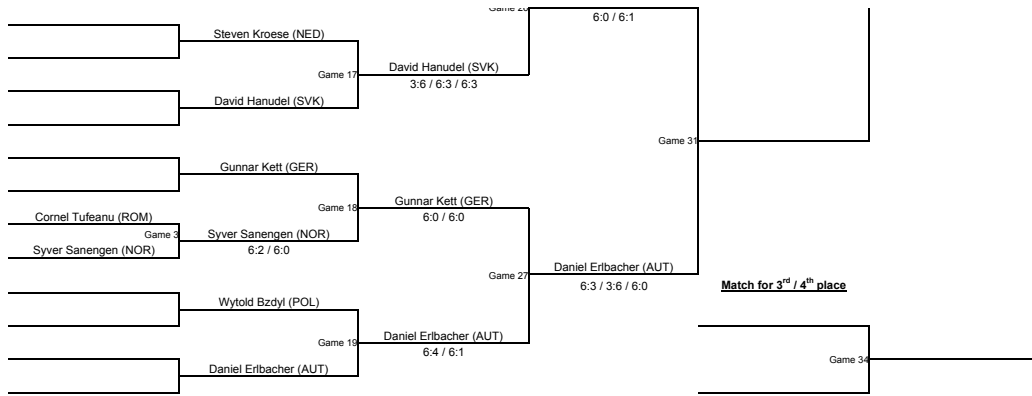 6:0 / 6:1
Steven Kroese (NED)
Game 17
David Hanudel (SVK)
3:6 / 6:3 / 6:3
David Hanudel (SVK)
Game 31
Gunnar Kett (GER)
Game 18
Gunnar Kett (GER)
6:0 / 6:0
Cornel Tufeanu (ROM)
Game 3
Syver Sanengen (NOR)
Syver Sanengen (NOR)
6:2 / 6:0
Game 27
Daniel Erlbacher (AUT)
6:3 / 3:6 / 6:0
Match for 3rd / 4th place
Wytold Bzdyl (POL)
Game 19
Daniel Erlbacher (AUT)
6:4 / 6:1
Daniel Erlbacher (AUT)
Game 34